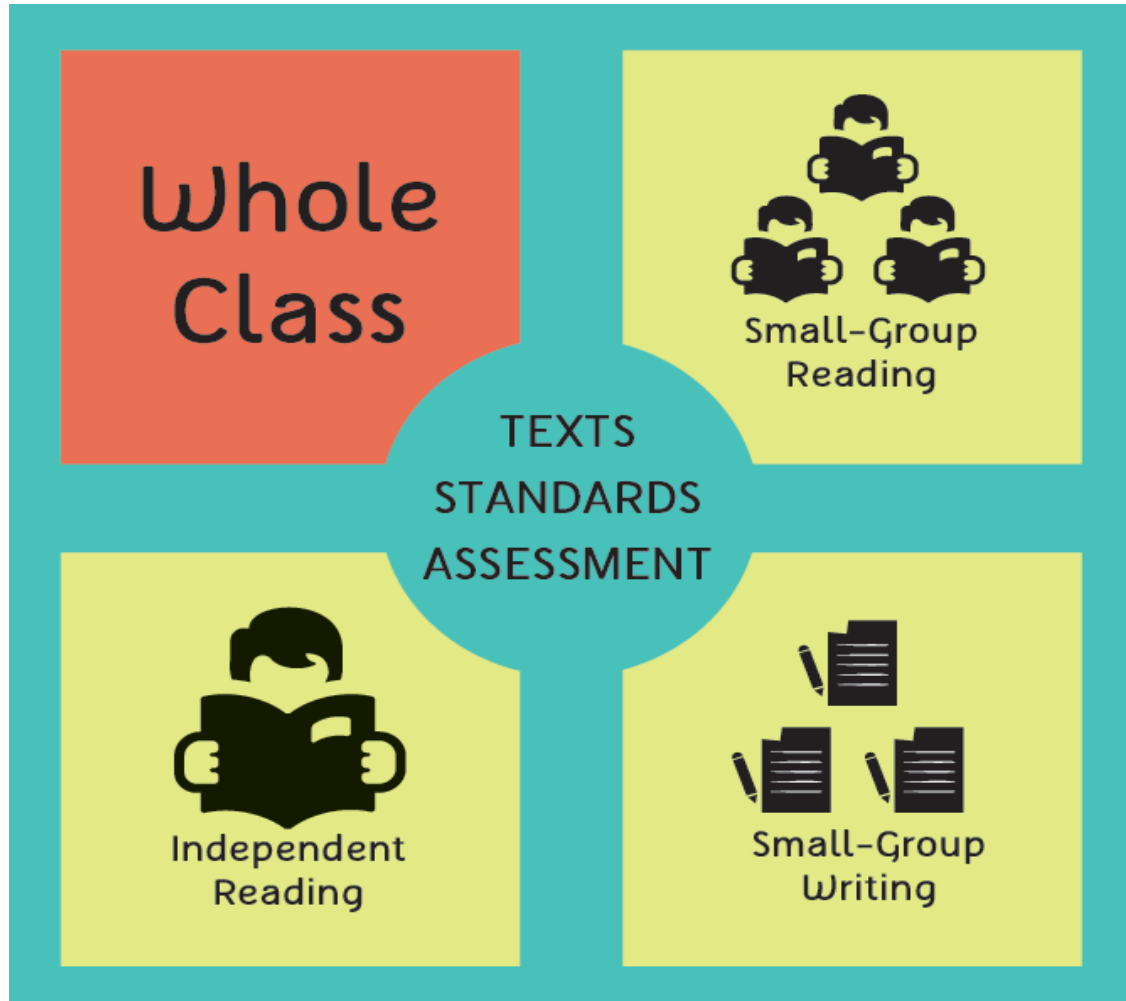 Whole
Class
Small-Group
Reading
TEXTS
STANDARDS
ASSESSMENT
Independent
Reading
Small-Group
Writing